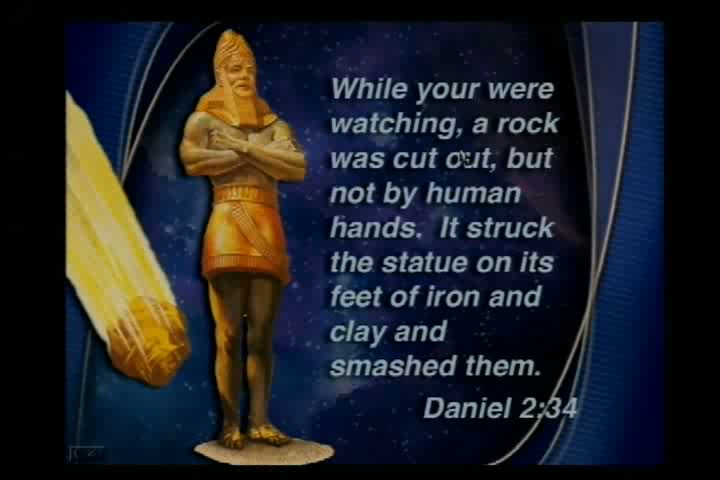 While your were
watching, a rock
was cut out, but
not by human
hands. It struck
the statue on its
feet of iron and
clay and
smashed them.
Daniel 2:34